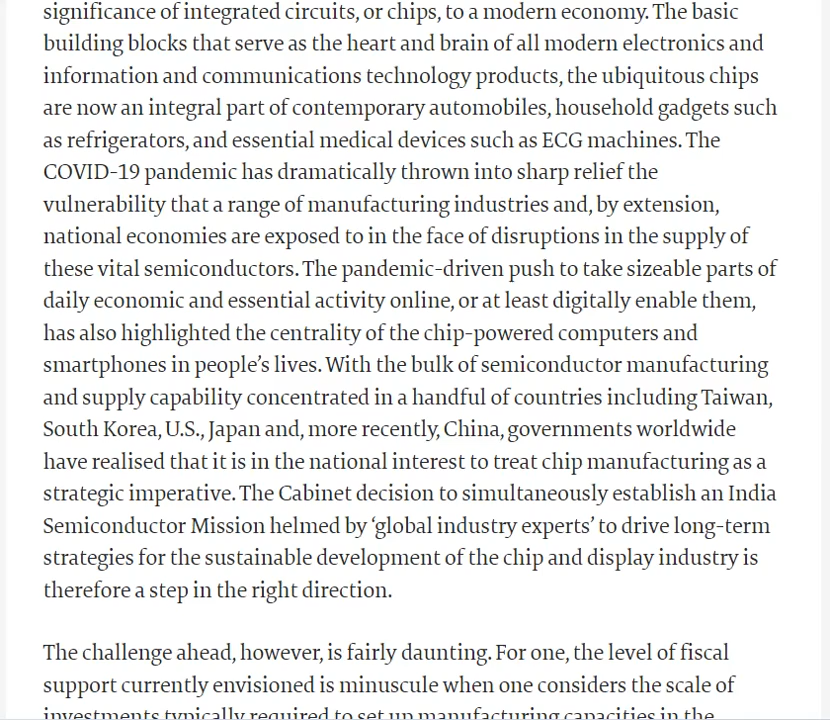 significance of integrated circuits, or chips, to a modern economy. The basic
building blocks that serve as the heart and brain of all modern electronics and
information and communications technology products, the ubiquitous chips
are now an integral part of contemporary automobiles, household gadgets such
as refrigerators, and essential medical devices such as ECG machines. The
COVID-19 pandemic has dramatically thrown into sharp relief the
vulnerability that a range of manufacturing industries and, by extension,
national economies are exposed to in the face of disruptions in the supply of
these vital semiconductors. The pandemic-driven push to take sizeable parts of
daily economic and essential activity online, or at least digitally enable them,
has also highlighted the centrality of the chip-powered computers and
smartphones in people’s lives. With the bulk of semiconductor manufacturing
and supply capability concentrated in a handful of countries including Taiwan,
South Korea, U.S., Japan and, more recently, China, governments worldwide
have realised that it is in the national interest to treat chip manufacturing as a
strategic imperative. The Cabinet decision to simultaneously establish an India
Semiconductor Mission helmed by ‘global industry experts’ to drive long-term
strategies for the sustainable development of the chip and display industry is
therefore a step in the right direction.
The challenge ahead, however, is fairly daunting. For one, the level of fiscal
support currently envisioned is minuscule when one considers the scale of
investments typically required to set up manufacturing capacities in the